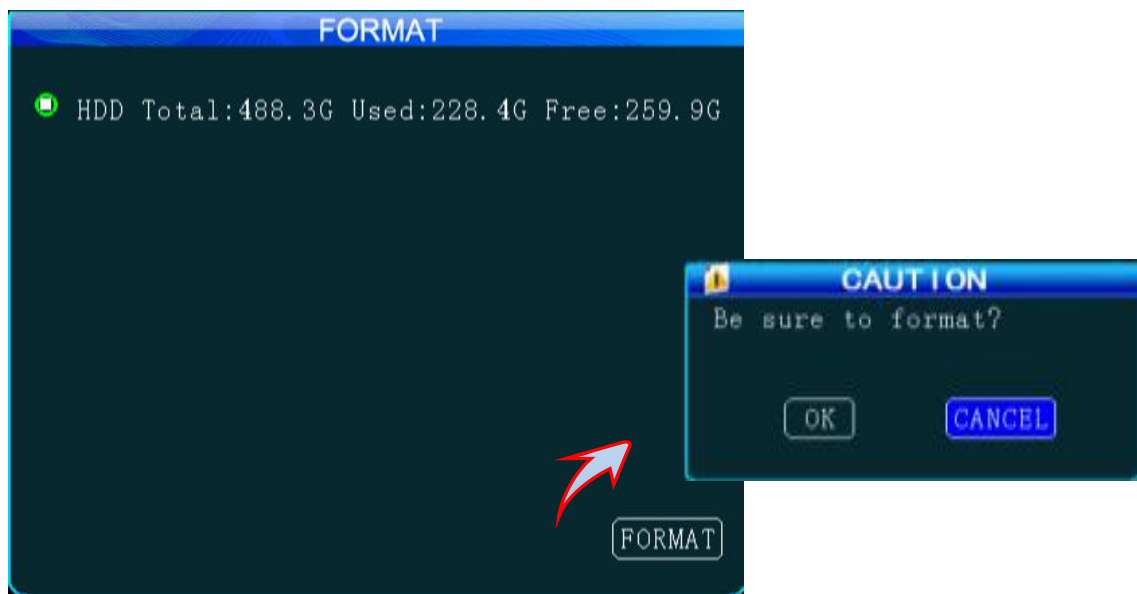 FORMAT
HDD Total:488.3G Used:228.4G Free:259.9G
CAUTION
Be sure to format?
OK CANCEL
FORMAT